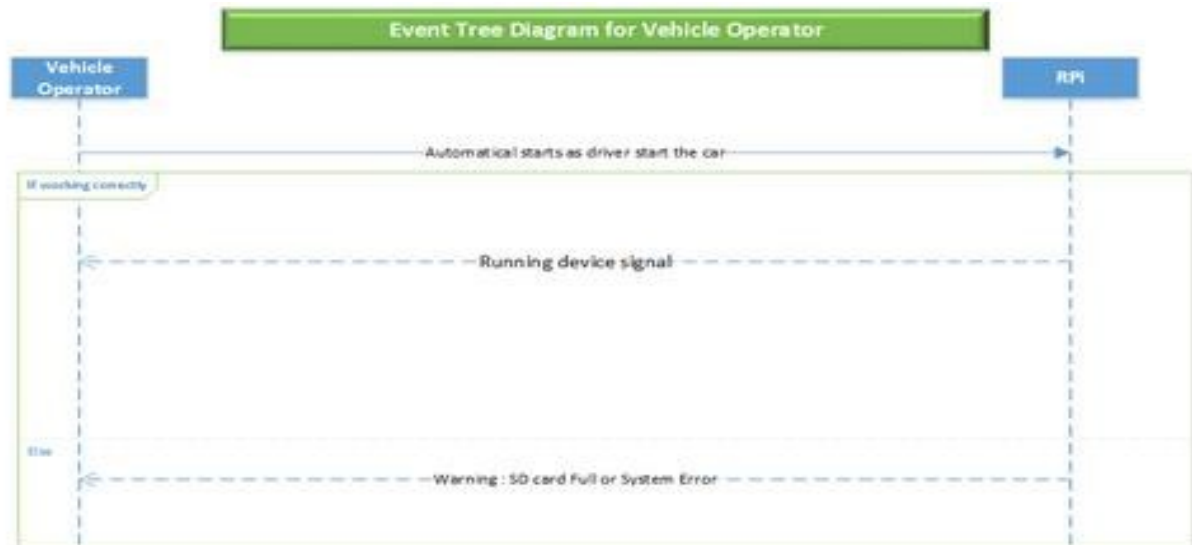 Event Tree Diagram for Vehicle Operator
Vehicle
Operator
RPi
Automatical starts as driver start the car
If working correctly
Running device signal
Else
Warning : SD card Full or System Error